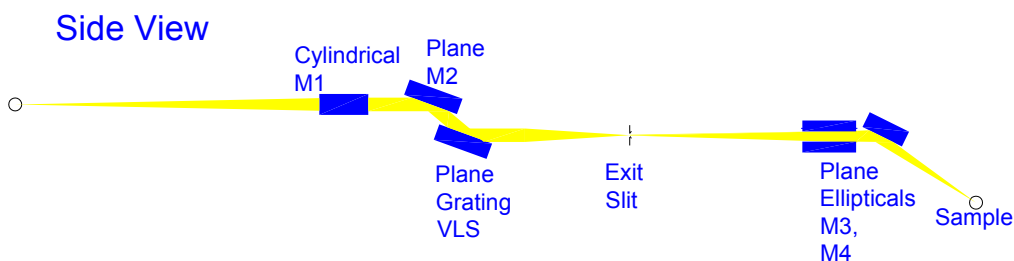 Side View
Cylindrical
M1
Plane
M2
Plane
Grating
VLS
Exit
Slit
Plane
Ellipticals
M3,
M4
Sample